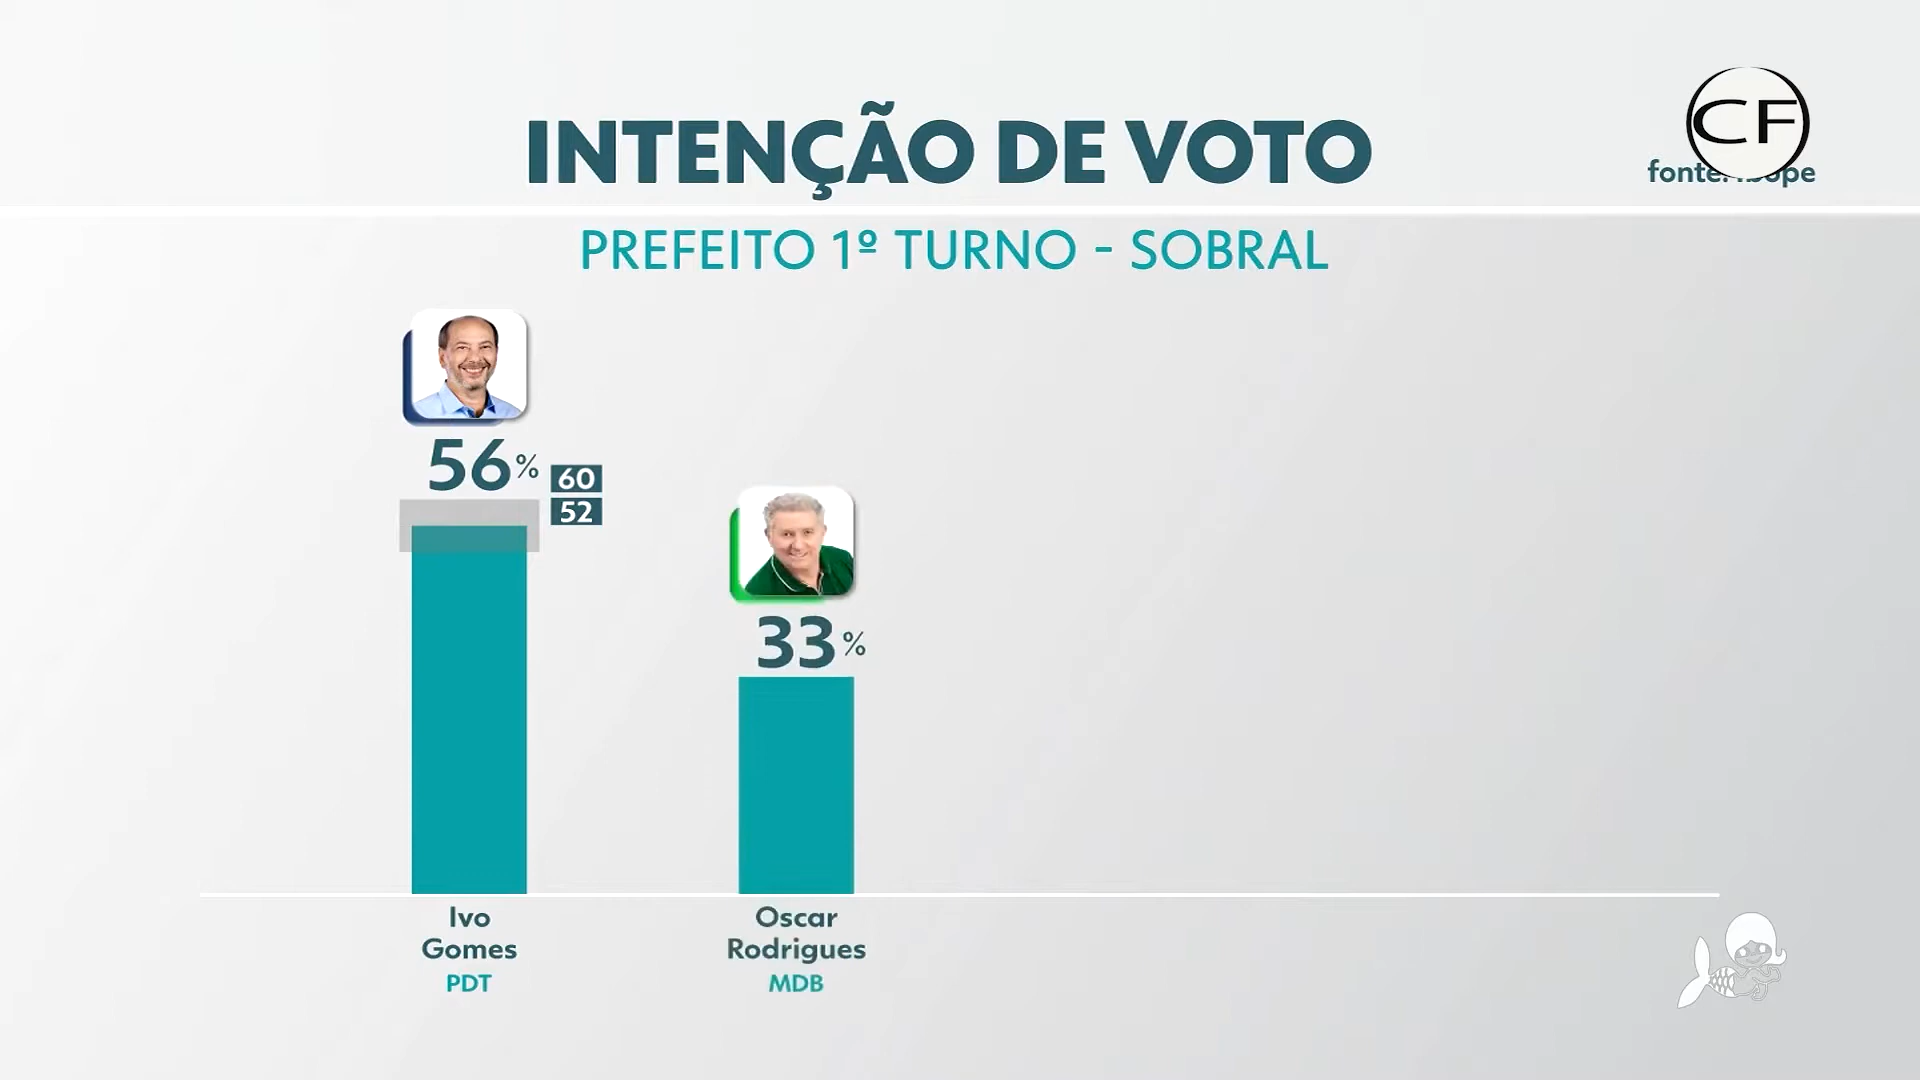 INTENÇÃO DE VOTO
CF
PREFEITO 1º TURNO - SOBRAL
56%
60
52
33%
Ivo
Gomes
PDT
Oscar
Rodrigues
MDB